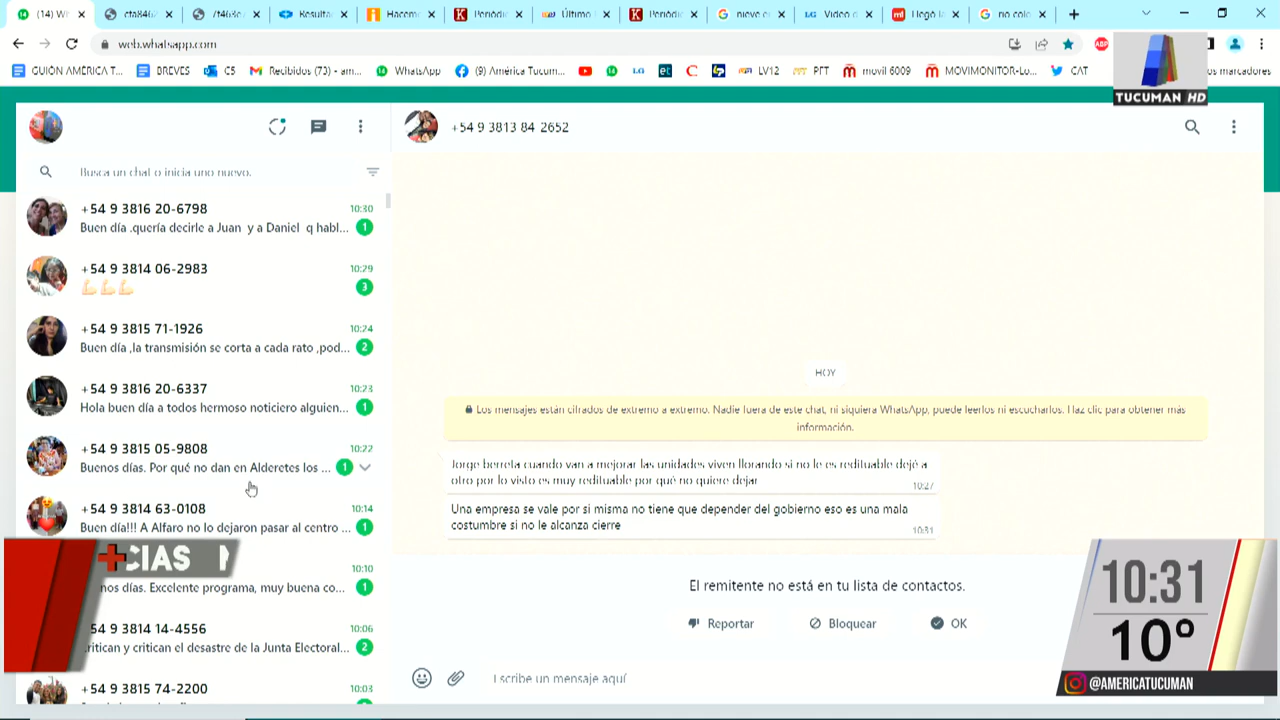 (14) W
cfa846
7f463e
Resulta
Hacem
Periódic
Último
Periódic
nieve e
Video d
Llegó la
no colo
web.whatsapp.com
GUIÓN AMÉRICA T...
BREVES
C5
Recibidos (73) - am...
WhatsApp
(9) América Tucum...
LV12
PFT
movil 6009
MOVIMONITOR-Lo...
CAT
os marcadores
TUCUMAN HD
+54 9 3813 84-2652
Busca un chat o inicia uno nuevo.
+54 9 3816 20-6798
10:30
Buen día .quería decirle a Juan y a Daniel q habl...
1
+54 9 3814 06-2983
10:29
💪💪💪
3
+54 9 3815 71-1926
10:24
Buen día ,la transmisión se corta a cada rato ,pod...
2
+54 9 3816 20-6337
10:23
Hola buen día a todos hermoso noticiero alguien...
1
+54 9 3815 05-9808
10:22
Buenos días. Por qué no dan en Alderetes los ...
1
+54 9 3814 63-0108
10:14
Buen día!!! A Alfaro no lo dejaron pasar al centro ...
1
10:10
nos días. Excelente programa, muy buena co...
1
54 9 3814 14-4556
10:06
critican y critican el desastre de la Junta Electoral...
2
+54 9 3815 74-2200
10:03
HOY
Los mensajes están cifrados de extremo a extremo. Nadie fuera de este chat, ni siquiera WhatsApp, puede leerlos ni escucharlos. Haz clic para obtener más
información.
Jorge berreta cuando van a mejorar las unidades viven llorando si no le es redituable dejé a
otro por lo visto es muy redituable por qué no quiere dejar
10:27
Una empresa se vale por si misma no tiene que depender del gobierno eso es una mala
costumbre si no le alcanza cierre
10:31
El remitente no está en tu lista de contactos.
Reportar
Bloquear
OK
Escribe un mensaje aquí
CIAS
10:31
10°
@AMERICATUCUMAN